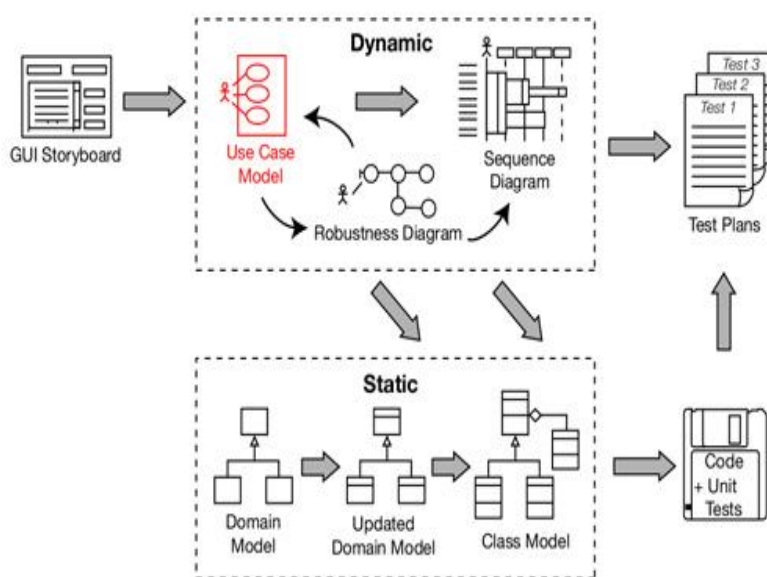 Dynamic
GUI Storyboard
Use Case
Model
Sequence
Diagram
Robustness Diagram
Test 3
Test 2
Test 1
Test Plans
Static
Domain
Model
Updated
Domain Model
Class Model
Code
+ Unit
Tests